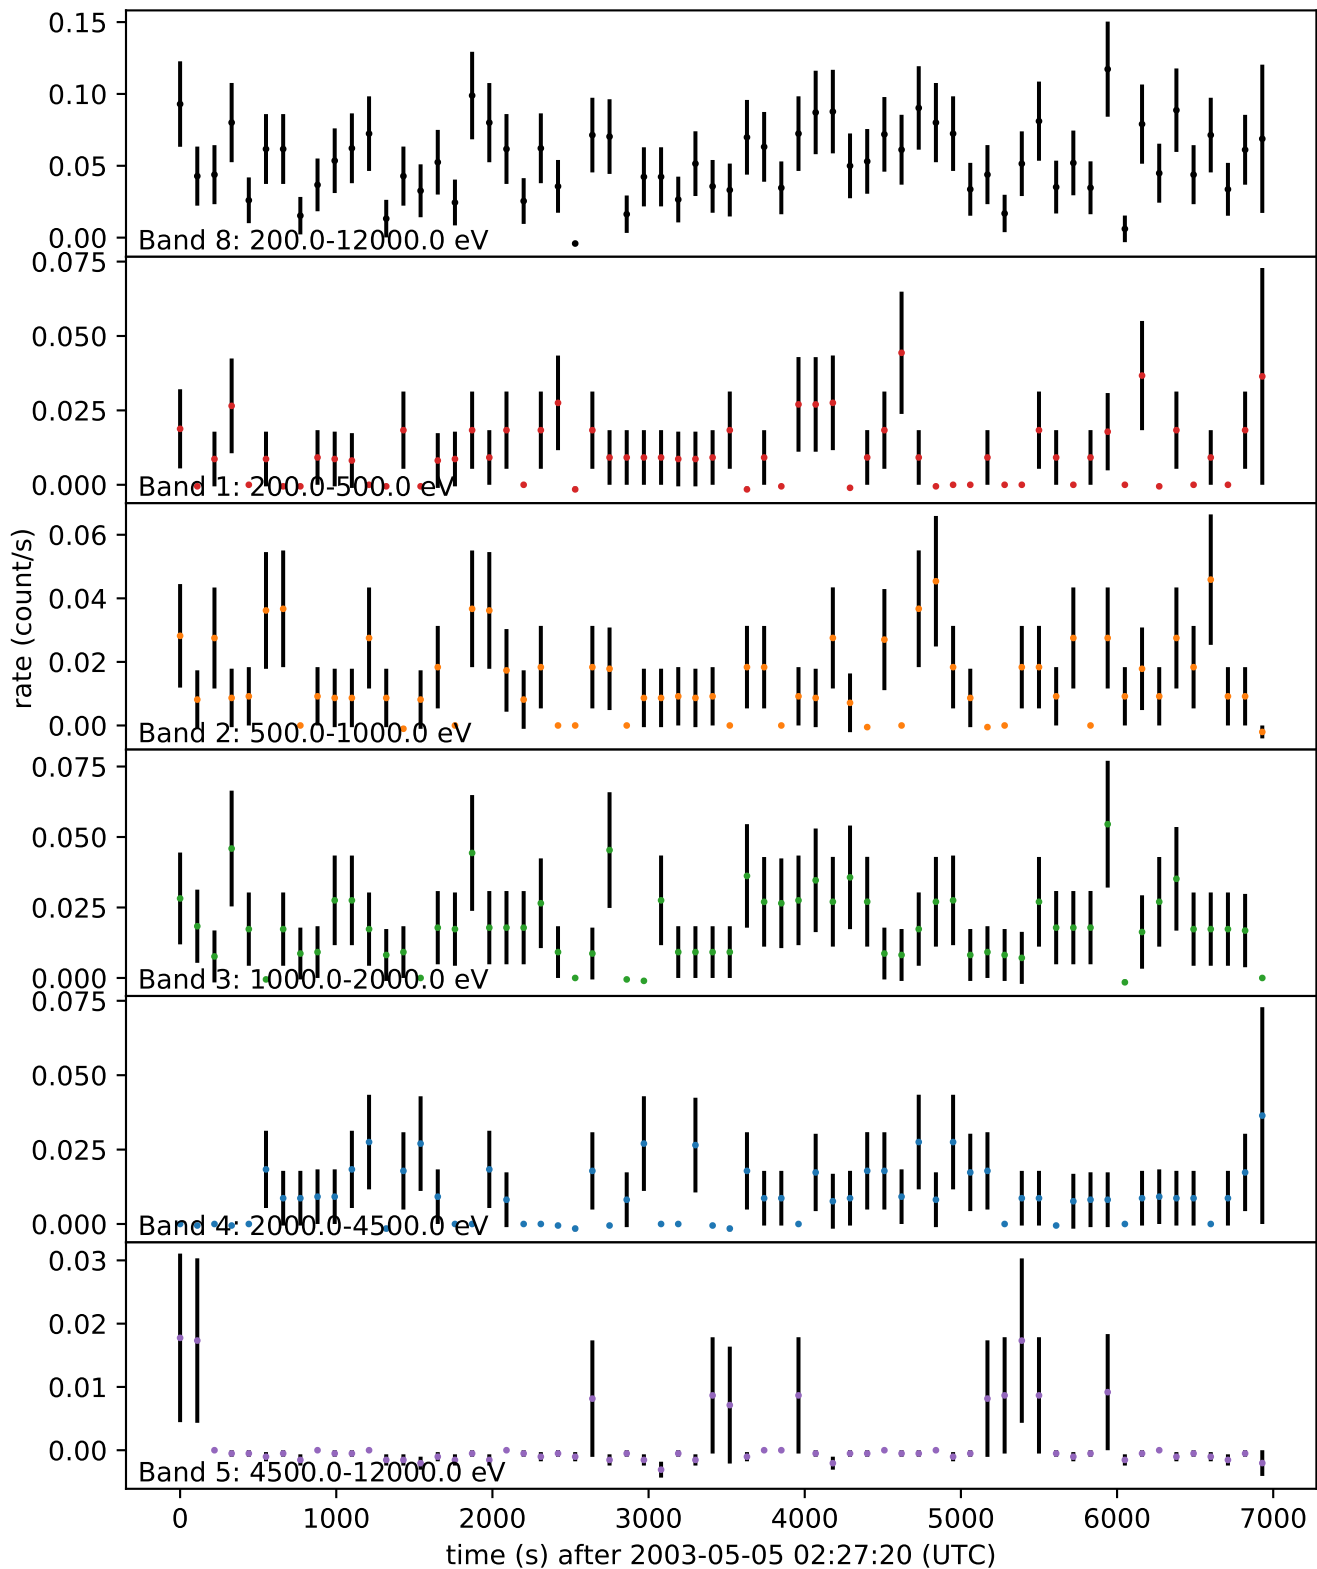 0.15
0.10
0.05
0.00
Band 8: 200.0-12000.0 eV
0.075
0.050
0.025
0.000
Band 1: 200.0-500.0 eV
0.06
0.04
0.02
0.00
Band 2: 500.0-1000.0 eV
rate (count/s)
0.075
0.050
0.025
0.000
Band 3: 1000.0-2000.0 eV
0.075
0.050
0.025
0.000
Band 4: 2000.0-4500.0 eV
0.03
0.02
0.01
0.00
Band 5: 4500.0-12000.0 eV
0 1000 2000 3000 4000 5000 6000 7000
time (s) after 2003-05-05 02:27:20 (UTC)